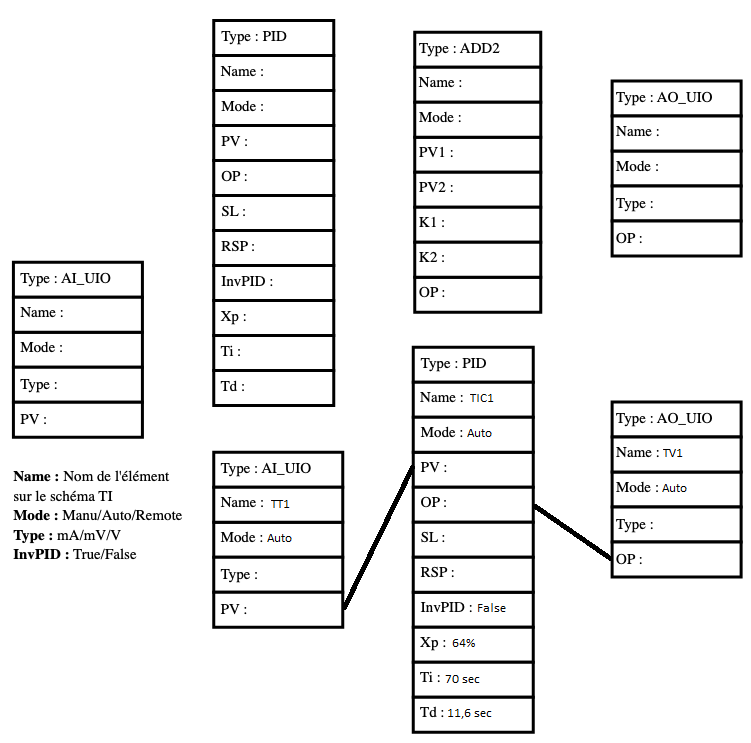 Type : PID
Name :
Mode :
PV :
OP :
SL :
RSP :
InvPID :
Xp :
Ti :
Td :
Type : ADD2
Name :
Mode :
PV1 :
PV2 :
K1 :
K2 :
OP :
Type : AO_UIO
Name :
Mode :
Type :
OP :
Type : AI_UIO
Name :
Mode :
Type :
PV :
Name : Nom de l'élément
sur le schéma TI
Mode : Manu/Auto/Remote
Type : mA/mV/V
InvPID : True/False
Type : AI_UIO
Name : TT1
Mode : Auto
Type :
PV :
Type : PID
Name : TIC1
Mode : Auto
PV :
OP :
SL :
RSP :
InvPID : False
Xp : 64%
Ti : 70 sec
Td : 11,6 sec
Type : AO_UIO
Name : TV1
Mode : Auto
Type :
OP :